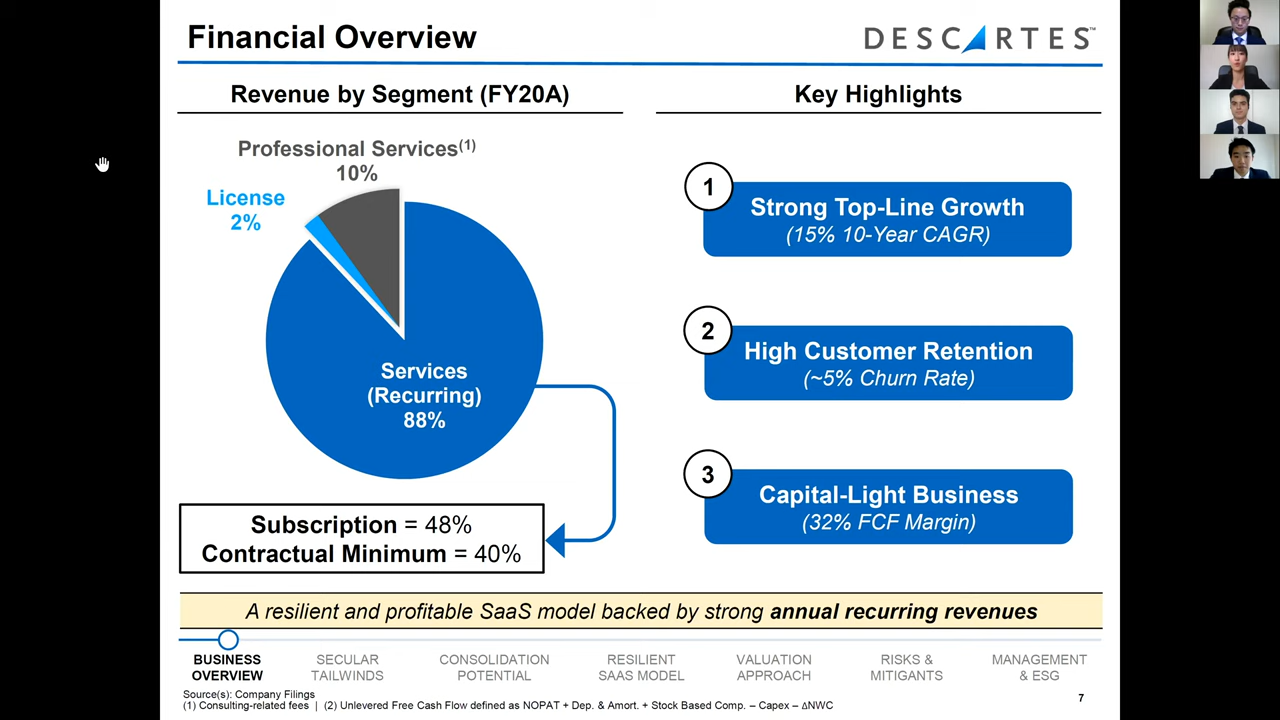 Financial Overview
DESCARTES™
Revenue by Segment (FY20A)
Professional Services(1)
10%
License
2%
Services
(Recurring)
88%
Subscription = 48%
Contractual Minimum = 40%
Key Highlights
1
Strong Top-Line Growth
(15% 10-Year CAGR)
2
High Customer Retention
(~5% Churn Rate)
3
Capital-Light Business
(32% FCF Margin)
A resilient and profitable SaaS model backed by strong annual recurring revenues
BUSINESS
OVERVIEW
SECULAR
TAILWINDS
CONSOLIDATION
POTENTIAL
RESILIENT
SAAS MODEL
VALUATION
APPROACH
RISKS &
MITIGANTS
MANAGEMENT
& ESG
Source(s): Company Filings
(1) Consulting-related fees | (2) Unlevered Free Cash Flow defined as NOPAT + Dep. & Amort. + Stock Based Comp. – Capex – ΔNWC
7